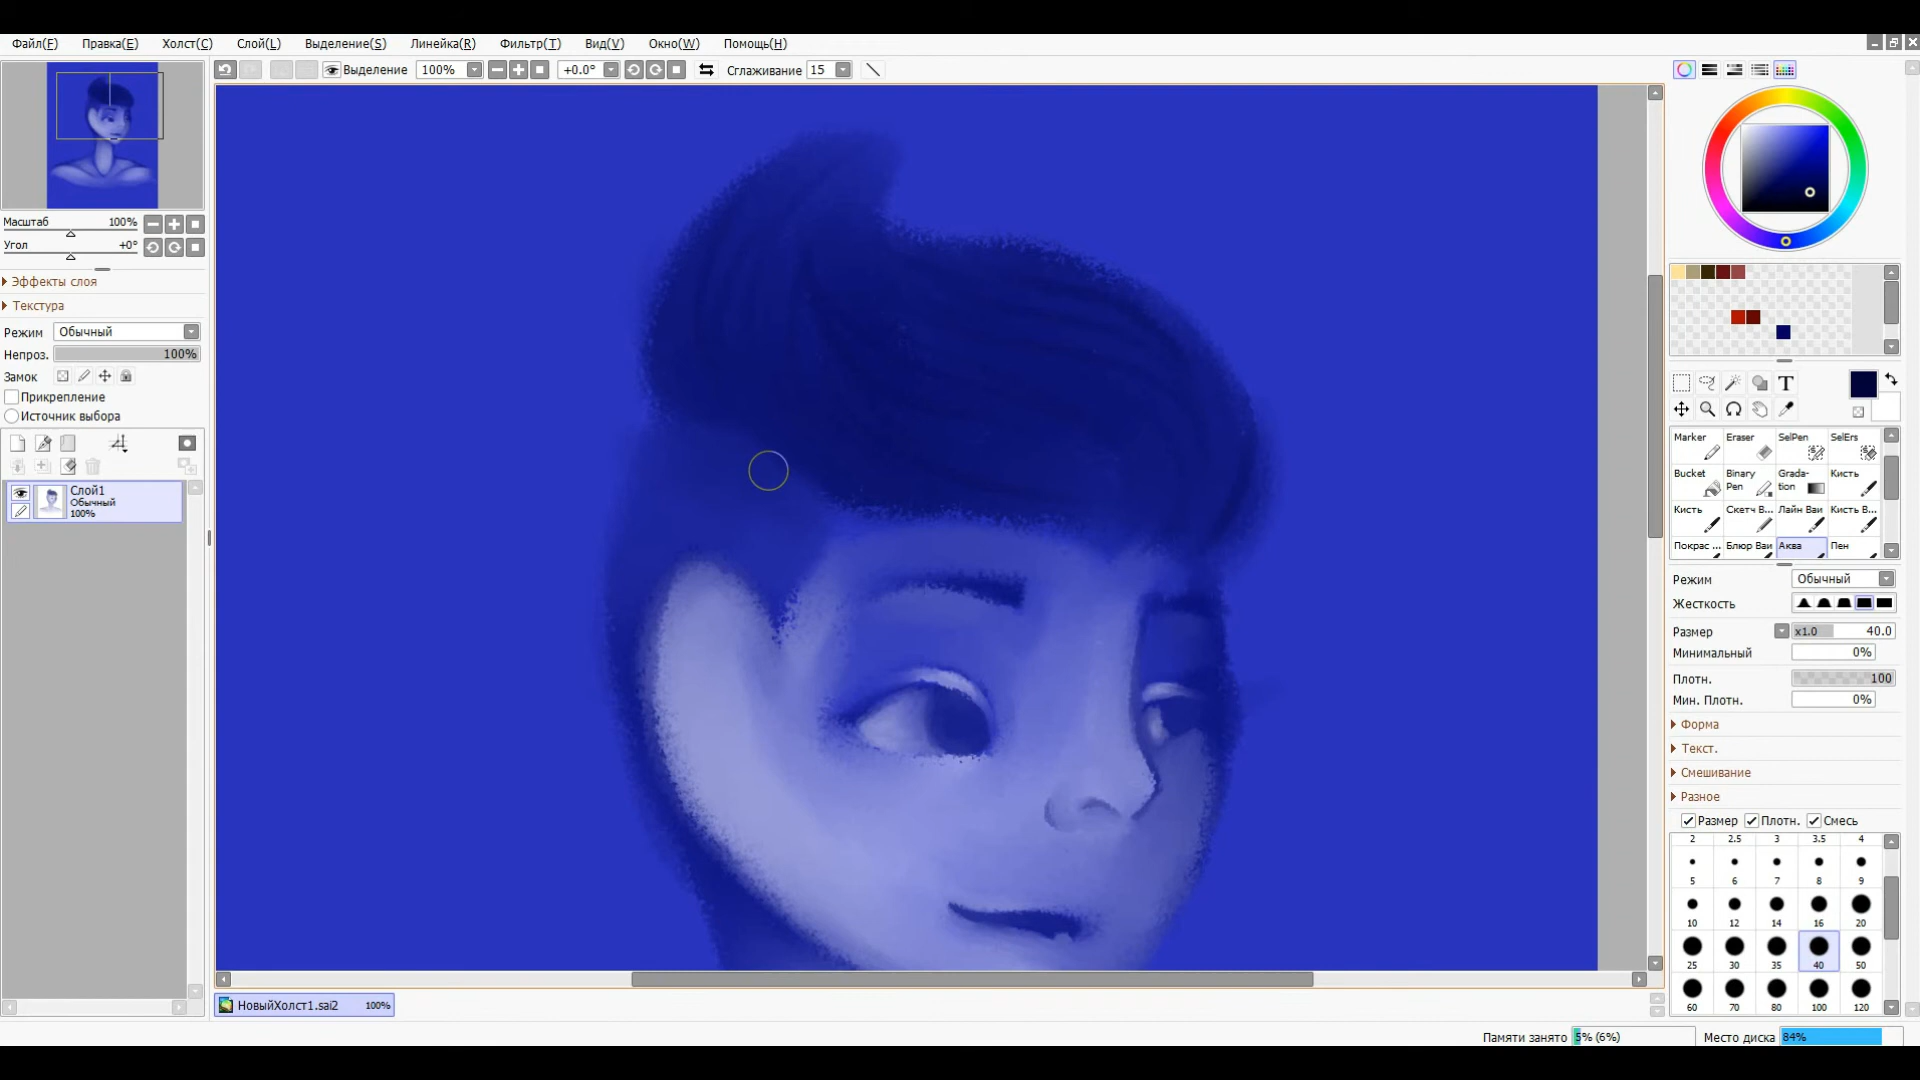 Файл(F) Правка(E) Холст(C) Слой(L) Выделение(S) Линейка(R) Фильтр(T) Вид(V) Окно(W) Помощь(H)
Выделение 100% +0.0° Сглаживание 15
Масштаб 100%
Угол +0°
Эффекты слоя
Текстура
Режим Обычный
Непроз. 100%
Замок
Прикрепление
Источник выбора
Слой1
Обычный
100%
НовыйХолст1.sai2 100%
T
Marker Eraser SelPen SelErs
Bucket Binary Pen Grada-tion Кисть
Кисть Скетч В... Лайн Ваи Кисть В...
Покрас ... Блюр Ваи Аква Пен
Режим Обычный
Жесткость
Размер x1.0 40.0
Минимальный 0%
Плотн. 100
Мин. Плотн. 0%
Форма
Текст.
Смешивание
Разное
Размер Плотн. Смесь
2 2.5 3 3.5 4
5 6 7 8 9
10 12 14 16 20
25 30 35 40 50
60 70 80 100 120
Памяти занято 5% (6%) Место диска 84%